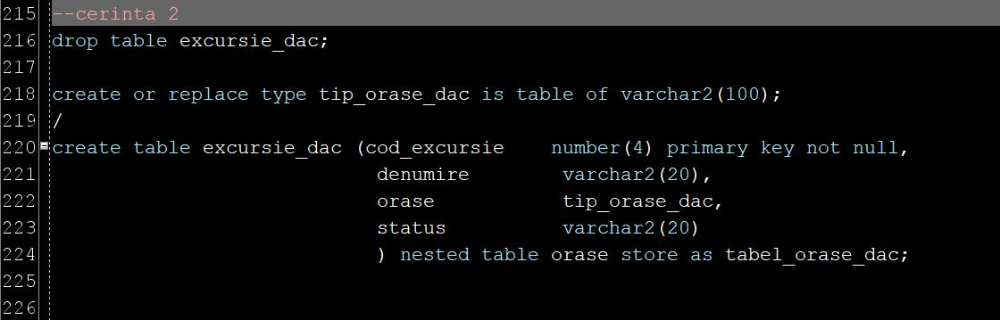 215 --cerinta 2
216 drop table excursie_dac;
217
218 create or replace type tip_orase_dac is table of varchar2(100);
219 /
220 create table excursie_dac (cod_excursie    number(4) primary key not null,
221                            denumire        varchar2(20),
222                            orase           tip_orase_dac,
223                            status          varchar2(20)
224                            ) nested table orase store as tabel_orase_dac;
225
226